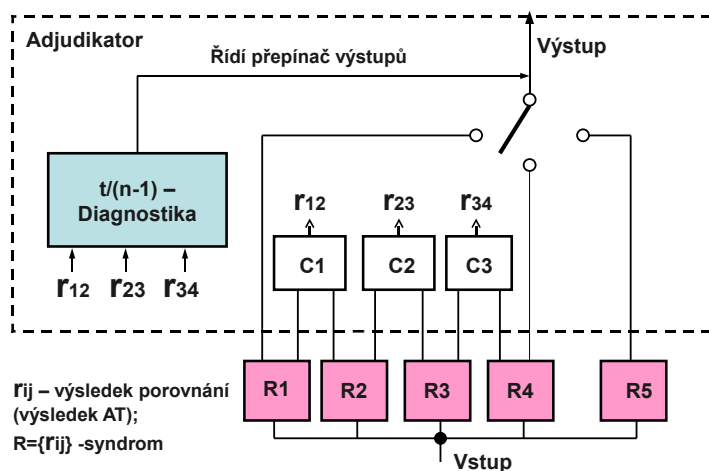 Adjudikator
Výstup
Řídí přepínač výstupů
t/(n-1) –
Diagnostika
r12 r23 r34
r12 r23 r34
C1 C2 C3
R1 R2 R3 R4 R5
rij – výsledek porovnání
(výsledek AT);
R={rij} -syndrom
Vstup